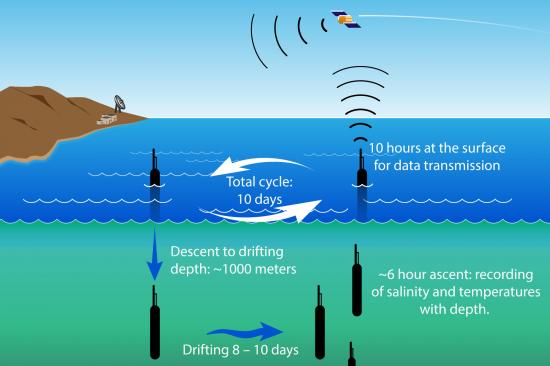 10 hours at the surface
for data transmission
Total cycle:
10 days
Descent to drifting
depth: ~1000 meters
~6 hour ascent: recording
of salinity and temperatures
with depth.
Drifting 8 – 10 days